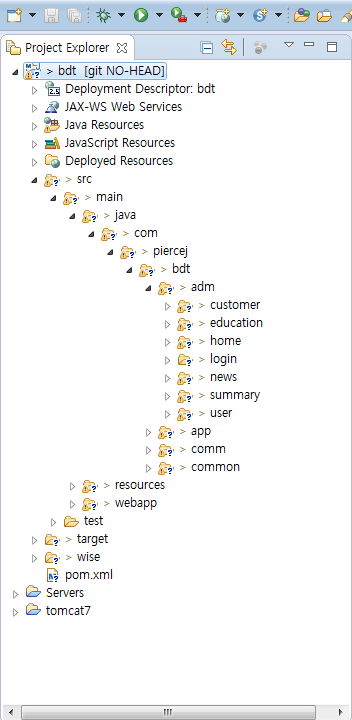 Project Explorer
> bdt [git NO-HEAD]
Deployment Descriptor: bdt
JAX-WS Web Services
Java Resources
JavaScript Resources
Deployed Resources
> src
> main
> java
> com
> piercej
> bdt
> adm
> customer
> education
> home
> login
> news
> summary
> user
> app
> comm
> common
> resources
> webapp
test
> target
> wise
pom.xml
Servers
tomcat7